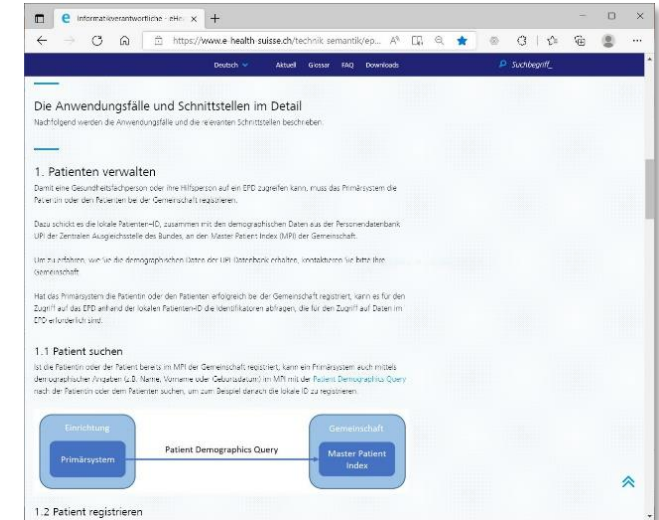 Informatikverantwortliche - eHe
https://www.e-health-suisse.ch/technik-semantik/ep...
Deutsch Aktuell Glossar FAQ Downloads Suchbegriff_
Die Anwendungsfälle und Schnittstellen im Detail
Nachfolgend werden die Anwendungsfälle und die relevanten Schnittstellen beschrieben.
1. Patienten verwalten
Damit eine Gesundheitsfachperson oder ihre Hilfsperson auf ein EPD zugreifen kann, muss das Primärsystem die
Patientin oder den Patienten bei der Gemeinschaft registrieren.
Dazu schickt es die lokale Patienten-ID, zusammen mit den demographischen Daten aus der Personendatenbank
UPI der Zentralen Ausgleichsstelle des Bundes, an den Master Patient Index (MPI) der Gemeinschaft.
Um zu erfahren, wie Sie die demographischen Daten der UPI Datenbank erhalten, kontaktieren Sie bitte Ihre
Gemeinschaft.
Hat das Primärsystem die Patientin oder den Patienten erfolgreich bei der Gemeinschaft registriert, kann es für den
Zugriff auf das EPD anhand der lokalen Patienten-ID die Identifikatoren abfragen, die für den Zugriff auf Daten im
EPD erforderlich sind.
1.1 Patient suchen
Ist die Patientin oder der Patient bereits im MPI der Gemeinschaft registriert, kann ein Primärsystem auch mittels
demographischer Angaben (z.B. Name, Vorname oder Geburtsdatum) im MPI mit der Patient Demographics Query
nach der Patientin oder dem Patienten suchen, um zum Beispiel danach die lokale ID zu registrieren.
Einrichtung
Primärsystem
Patient Demographics Query
Gemeinschaft
Master Patient
Index
1.2 Patient registrieren